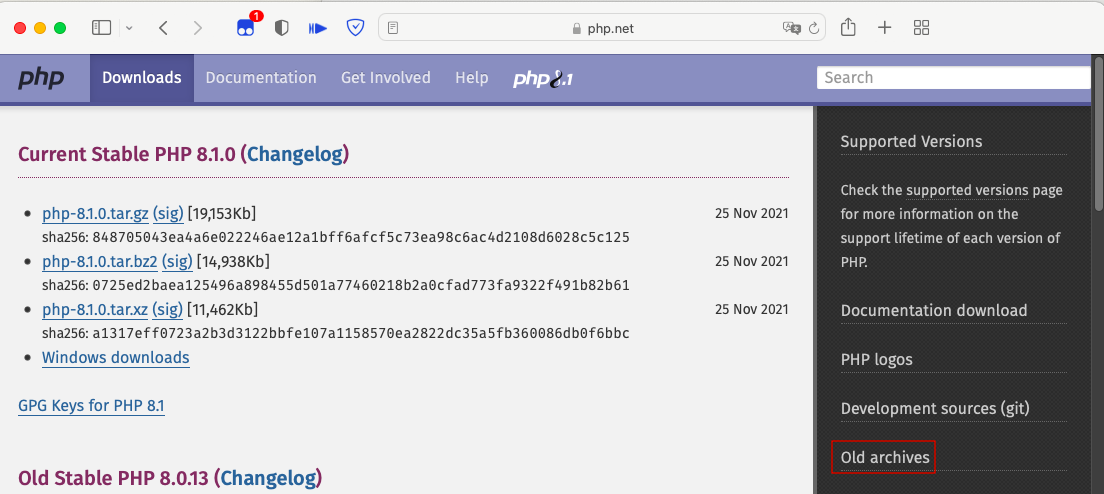 1
php.net
php
Downloads
Documentation
Get Involved
Help
php8.1
Search
Current Stable PHP 8.1.0 (Changelog)
php-8.1.0.tar.gz (sig) [19,153Kb]
25 Nov 2021
sha256: 848705043ea4a6e022246ae12a1bff6afcf5c73ea98c6ac4d2108d6028c5c125
php-8.1.0.tar.bz2 (sig) [14,938Kb]
25 Nov 2021
sha256: 0725ed2baea125496a898455d501a77460218b2a0cfad773fa9322f491b82b61
php-8.1.0.tar.xz (sig) [11,462Kb]
25 Nov 2021
sha256: a1317eff0723a2b3d3122bbfe107a1158570ea2822dc35a5fb360086db0f6bbc
Windows downloads
GPG Keys for PHP 8.1
Old Stable PHP 8.0.13 (Changelog)
Supported Versions
Check the supported versions page
for more information on the
support lifetime of each version of
PHP.
Documentation download
PHP logos
Development sources (git)
Old archives